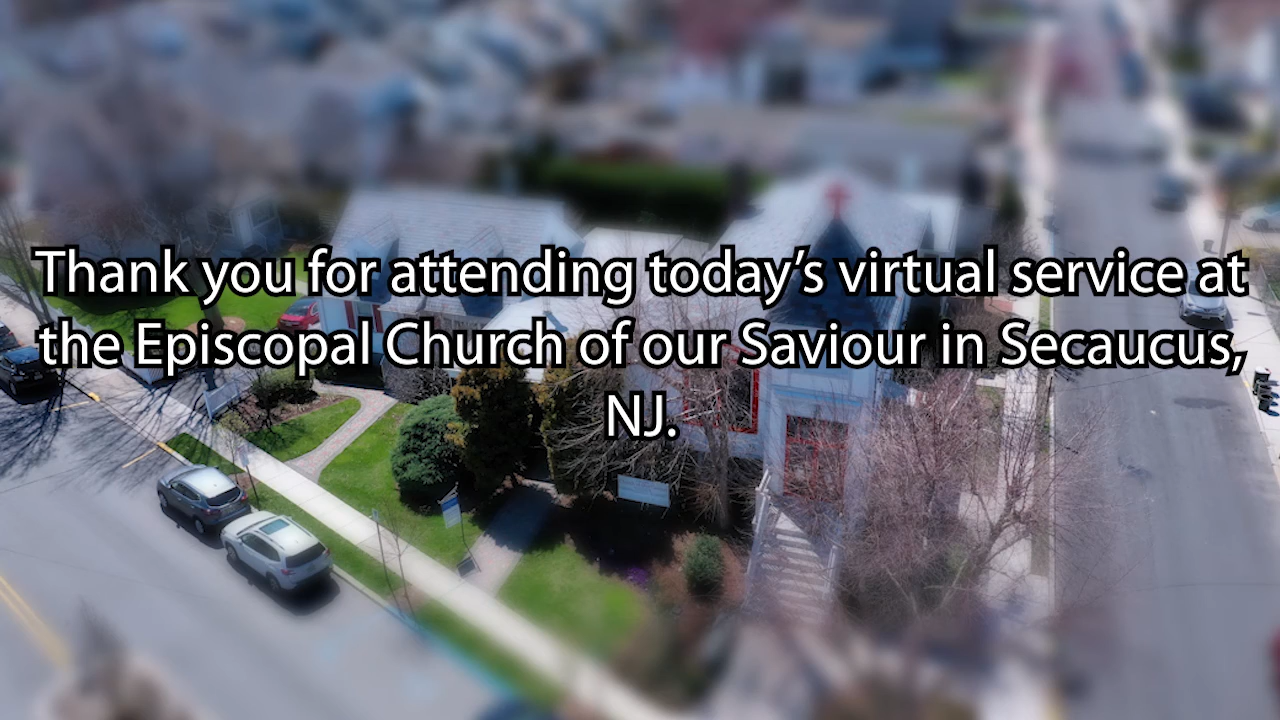 Thank you for attending today’s virtual service at
the Episcopal Church of our Saviour in Secaucus,
NJ.